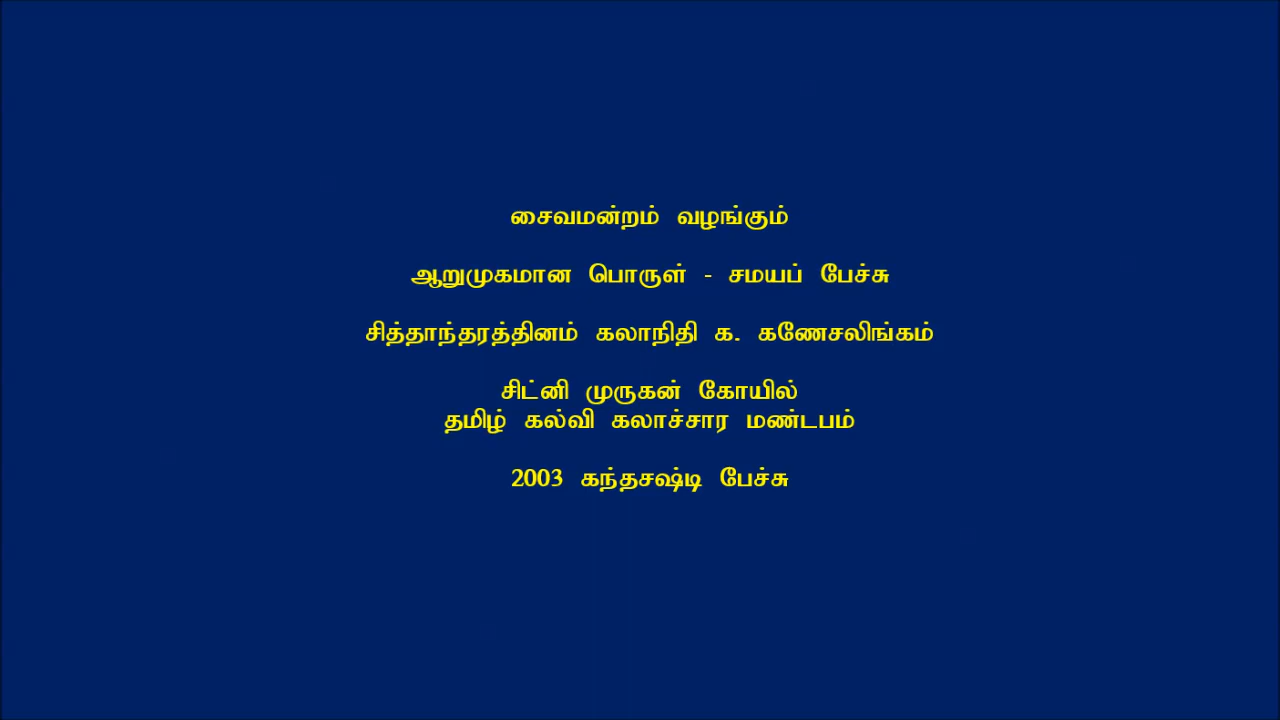 சைவமன்றம் வழங்கும்
ஆறுமுகமான பொருள் - சமயப் பேச்சு
சித்தாந்தரத்தினம் கலாநிதி க. கணேசலிங்கம்
சிட்னி முருகன் கோயில்
தமிழ் கல்வி கலாச்சார மண்டபம்
2003 கந்தசஷ்டி பேச்சு